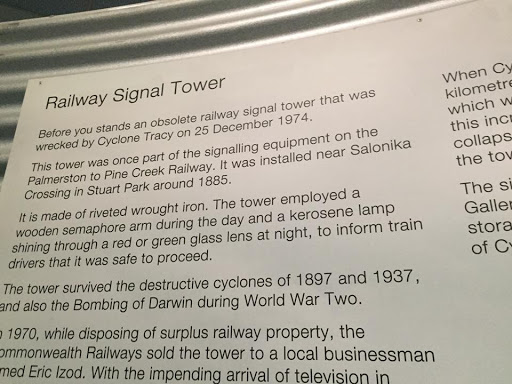 Railway Signal Tower
Before you stands an obsolete railway signal tower that was
wrecked by Cyclone Tracy on 25 December 1974.
This tower was once part of the signalling equipment on the
Palmerston to Pine Creek Railway. It was installed near Salonika
Crossing in Stuart Park around 1885.
It is made of riveted wrought iron. The tower employed a
wooden semaphore arm during the day and a kerosene lamp
shining through a red or green glass lens at night, to inform train
drivers that it was safe to proceed.
The tower survived the destructive cyclones of 1897 and 1937,
and also the Bombing of Darwin during World War Two.
1970, while disposing of surplus railway property, the
ommonwealth Railways sold the tower to a local businessman
med Eric Izod. With the impending arrival of television in
When Cy
kilometre
which w
this incr
collaps
the tow
The si
Galler
stora
of Cy